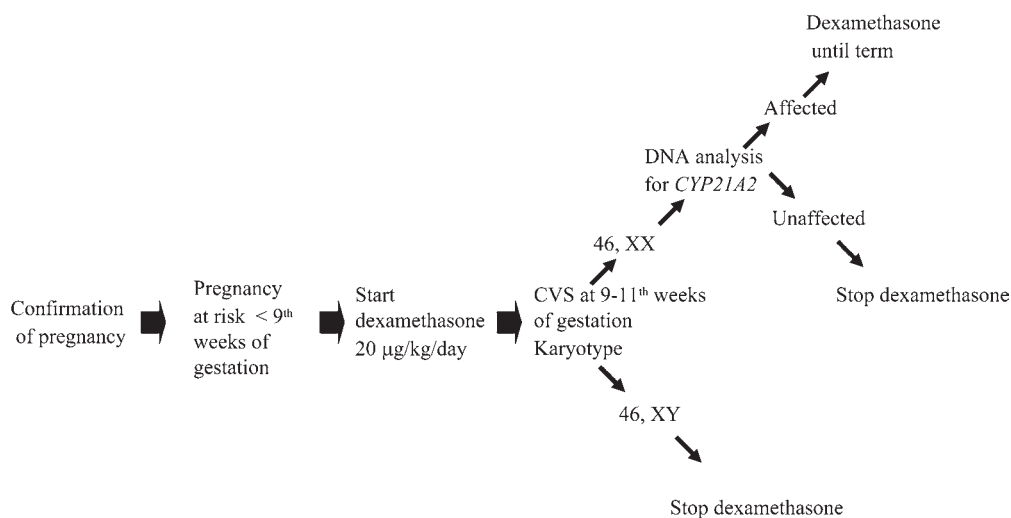 Confirmation
of pregnancy
Pregnancy
at risk < 9th
weeks of
gestation
Start
dexamethasone
20 µg/kg/day
CVS at 9-11th weeks
of gestation
Karyotype
46, XX
DNA analysis
for CYP21A2
Affected
Dexamethasone
until term
Unaffected
Stop dexamethasone
46, XY
Stop dexamethasone